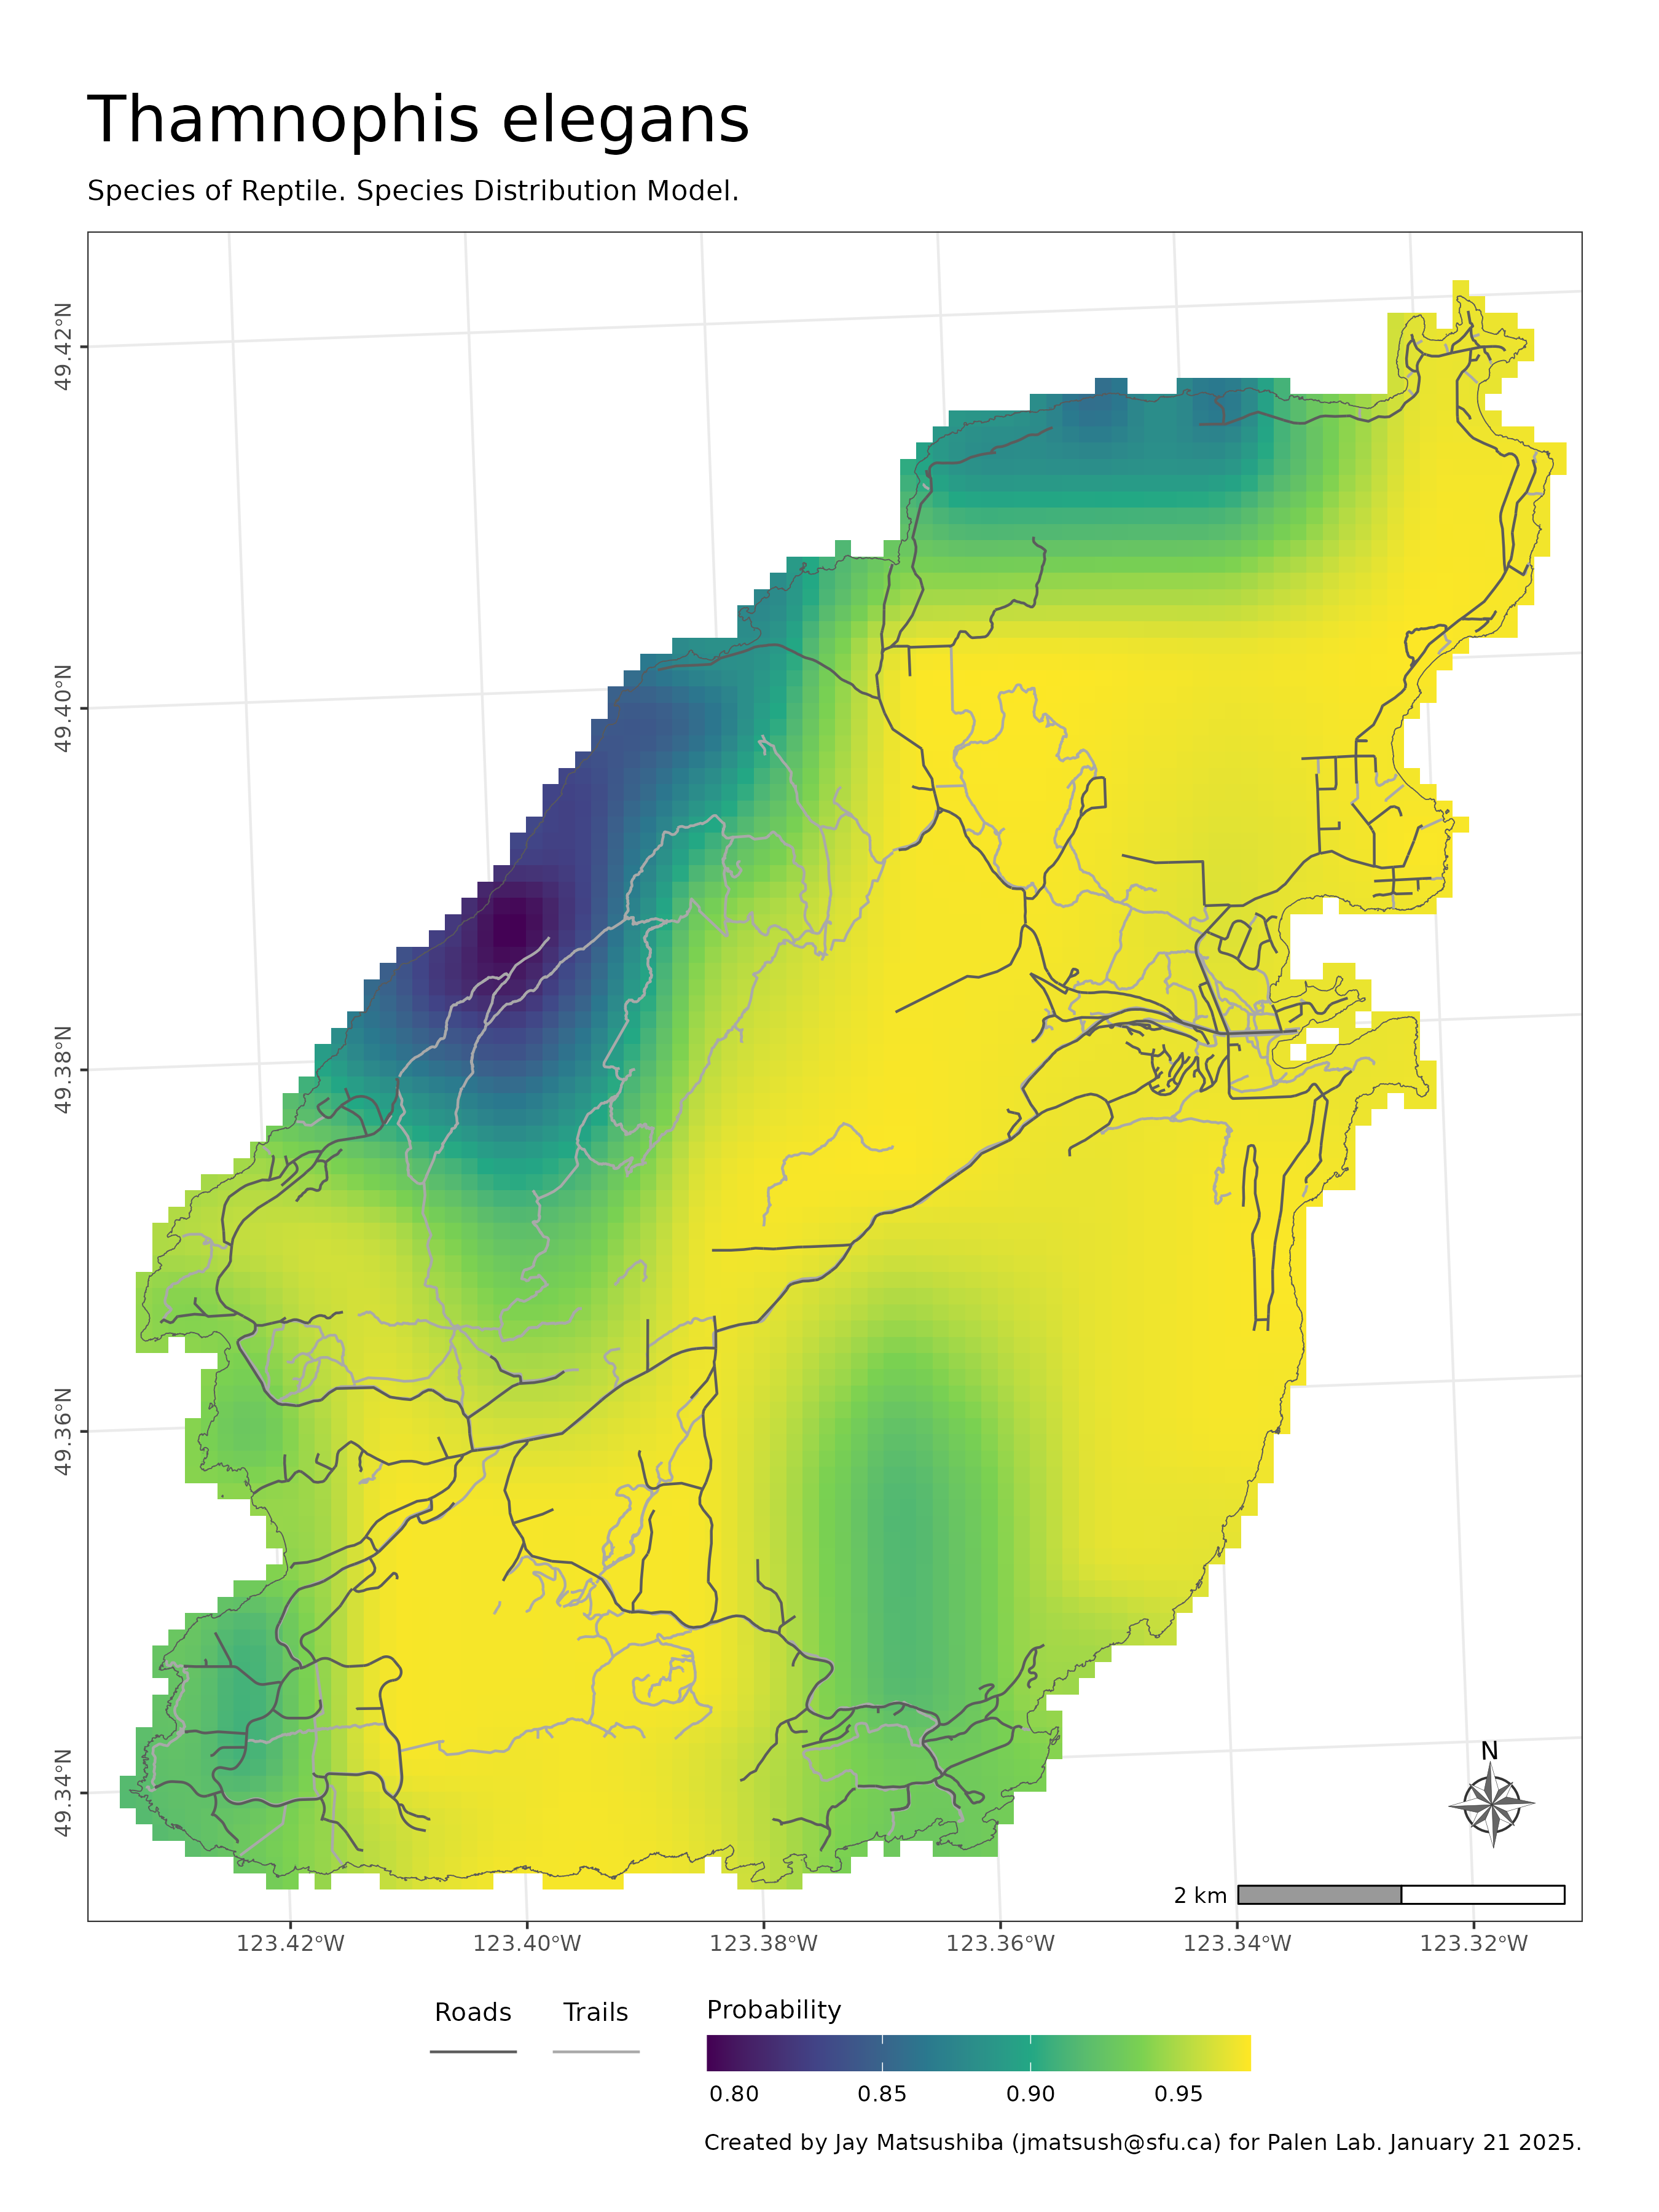 Thamnophis elegans
Species of Reptile. Species Distribution Model.
49.42°N
49.40°N
49.38°N
49.36°N
49.34°N
N
2 km
123.42°W 123.40°W 123.38°W 123.36°W 123.34°W 123.32°W
Roads Trails Probability
0.80 0.85 0.90 0.95
Created by Jay Matsushiba (jmatsush@sfu.ca) for Palen Lab. January 21 2025.